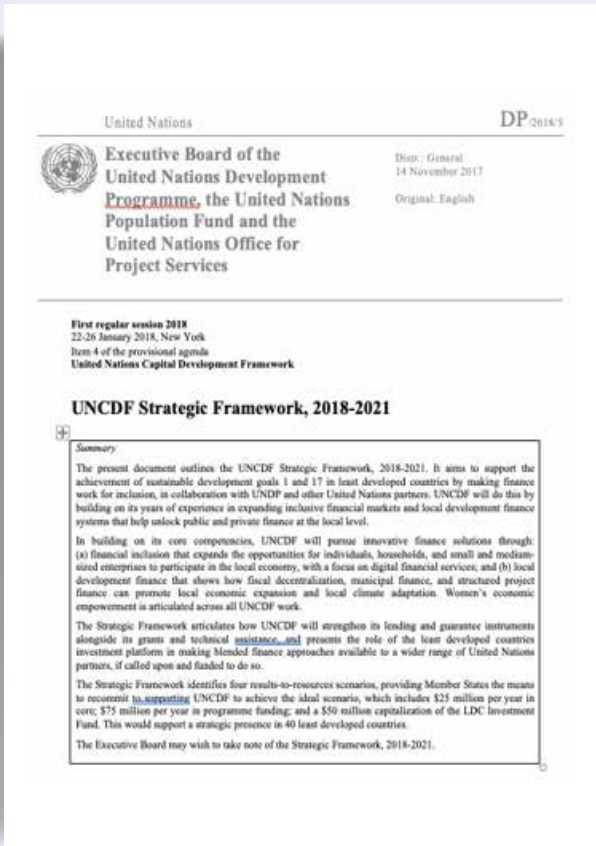 United Nations
DP/2018/5
Executive Board of the
United Nations Development
Programme, the United Nations
Population Fund and the
United Nations Office for
Project Services
Distr.: General
14 November 2017
Original: English
First regular session 2018
22-26 January 2018, New York
Item 4 of the provisional agenda
United Nations Capital Development Framework
UNCDF Strategic Framework, 2018-2021
Summary
The present document outlines the UNCDF Strategic Framework, 2018-2021. It aims to support the
achievement of sustainable development goals 1 and 17 in least developed countries by making finance
work for inclusion, in collaboration with UNDP and other United Nations partners. UNCDF will do this by
building on its years of experience in expanding inclusive financial markets and local development finance
systems that help unlock public and private finance at the local level.
In building on its core competencies, UNCDF will pursue innovative finance solutions through:
(a) financial inclusion that expands the opportunities for individuals, households, and small and medium-
sized enterprises to participate in the local economy, with a focus on digital financial services; and (b) local
development finance that shows how fiscal decentralization, municipal finance, and structured project
finance can promote local economic expansion and local climate adaptation. Women's economic
empowerment is articulated across all UNCDF work.
The Strategic Framework articulates how UNCDF will strengthen its lending and guarantee instruments
alongside its grants and technical assistance, and presents the role of the least developed countries
investment platform in making blended finance approaches available to a wider range of United Nations
partners, if called upon and funded to do so.
The Strategic Framework identifies four results-to-resources scenarios, providing Member States the means
to recommit to supporting UNCDF to achieve the ideal scenario, which includes $25 million per year in
core; $75 million per year in programme funding; and a $50 million capitalization of the LDC Investment
Fund. This would support a strategic presence in 40 least developed countries.
The Executive Board may wish to take note of the Strategic Framework, 2018-2021.